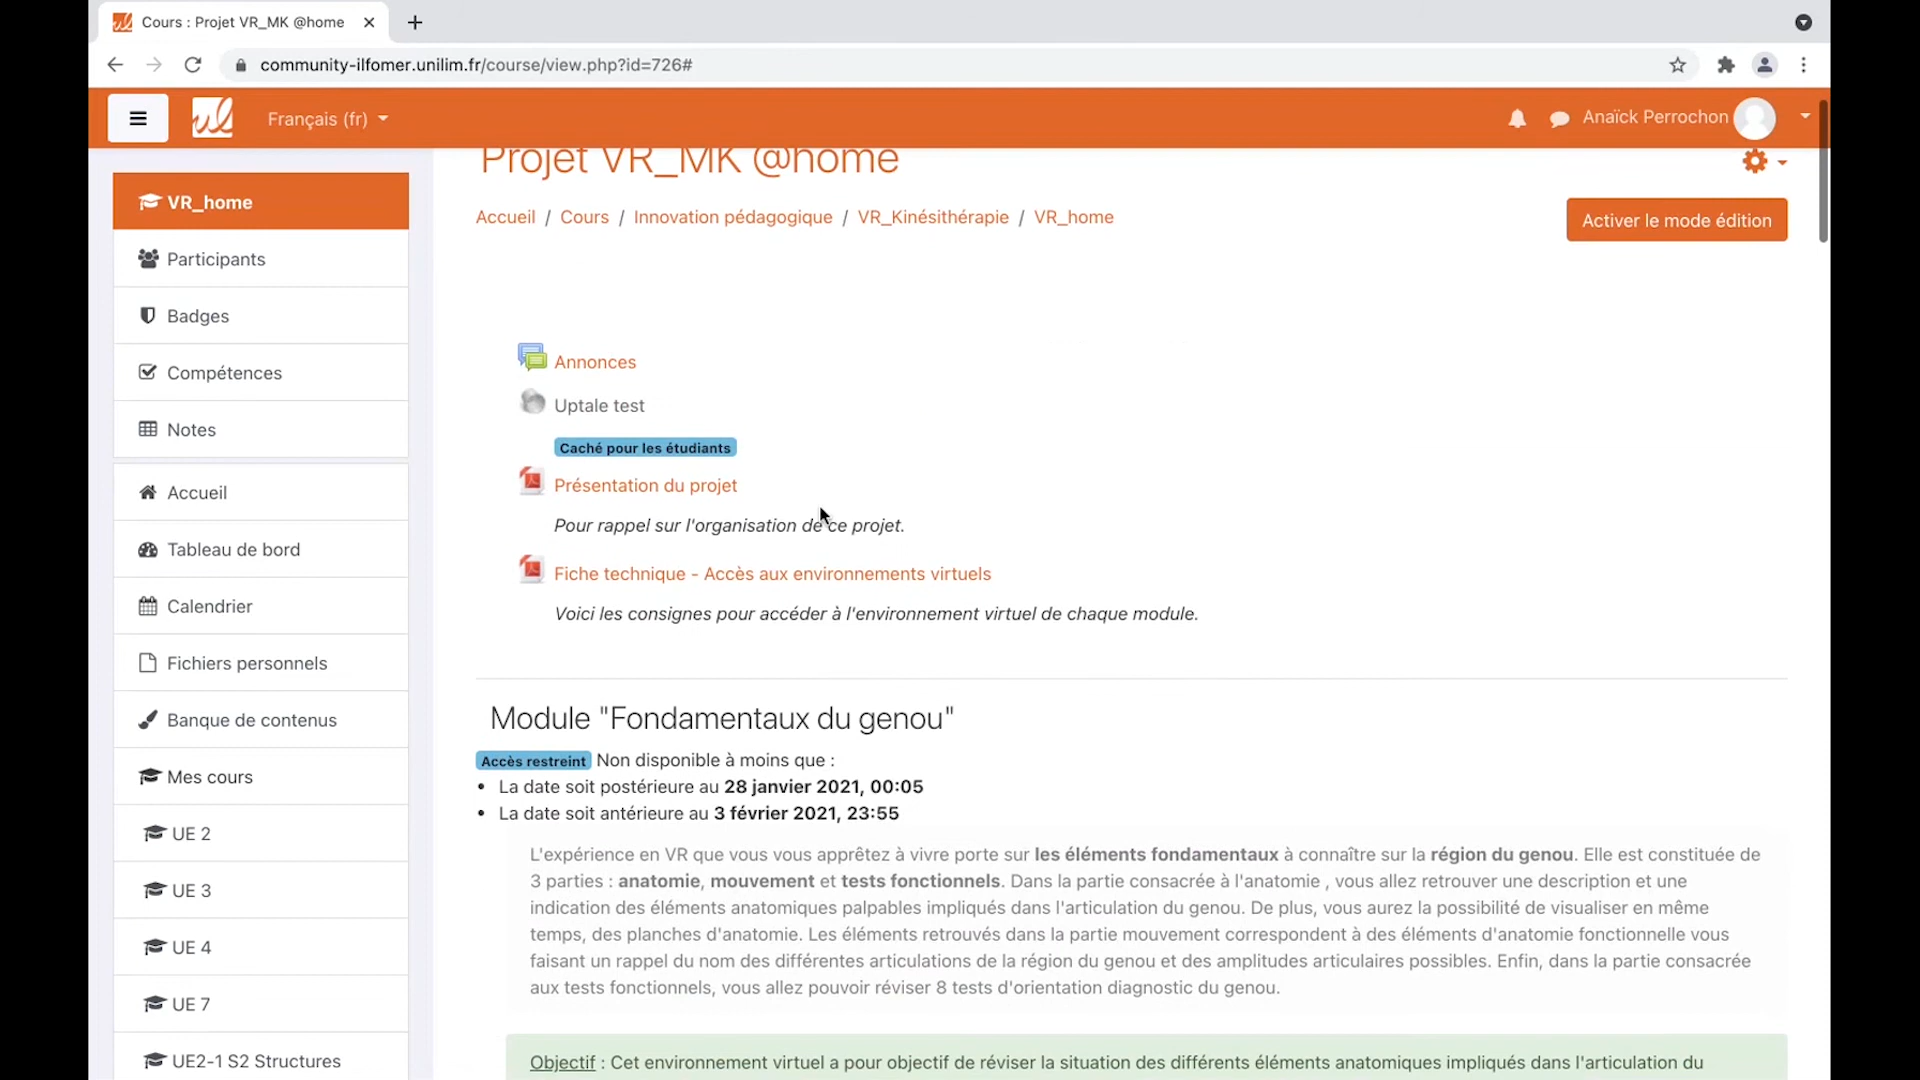 Cours : Projet VR_MK @home
community-ilfomer.unilim.fr/course/view.php?id=726#
Français (fr)
Anaïck Perrochon
Projet VR_MK @home
Accueil / Cours / Innovation pédagogique / VR_Kinésithérapie / VR_home
Activer le mode édition
VR_home
Participants
Badges
Compétences
Notes
Accueil
Tableau de bord
Calendrier
Fichiers personnels
Banque de contenus
Mes cours
UE 2
UE 3
UE 4
UE 7
UE2-1 S2 Structures
Annonces
Uptale test
Caché pour les étudiants
Présentation du projet
Pour rappel sur l'organisation de ce projet.
Fiche technique - Accès aux environnements virtuels
Voici les consignes pour accéder à l'environnement virtuel de chaque module.
Module "Fondamentaux du genou"
Accès restreint Non disponible à moins que :
• La date soit postérieure au 28 janvier 2021, 00:05
• La date soit antérieure au 3 février 2021, 23:55
L'expérience en VR que vous vous apprêtez à vivre porte sur les éléments fondamentaux à connaître sur la région du genou. Elle est constituée de
3 parties : anatomie, mouvement et tests fonctionnels. Dans la partie consacrée à l'anatomie , vous allez retrouver une description et une
indication des éléments anatomiques palpables impliqués dans l'articulation du genou. De plus, vous aurez la possibilité de visualiser en même
temps, des planches d'anatomie. Les éléments retrouvés dans la partie mouvement correspondent à des éléments d'anatomie fonctionnelle vous
faisant un rappel du nom des différentes articulations de la région du genou et des amplitudes articulaires possibles. Enfin, dans la partie consacrée
aux tests fonctionnels, vous allez pouvoir réviser 8 tests d'orientation diagnostic du genou.
Objectif : Cet environnement virtuel a pour objectif de réviser la situation des différents éléments anatomiques impliqués dans l'articulation du